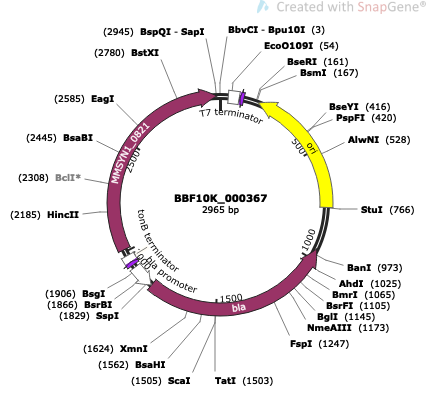 Created with SnapGene®
(2945) BspQI - SapI
BbvCI - Bpu10I (3)
(2780) BstXI
EcoO109I (54)
BseRI (161)
BsmI (167)
(2585) EagI
BseYI (416)
PspFI (420)
(2445) BsaBI
AlwNI (528)
(2308) BclI*
(2185) HincII
StuI (766)
BanI (973)
AhdI (1025)
BmrI (1065)
BsrFI (1105)
BglI (1145)
NmeAIII (1173)
FspI (1247)
(1906) BsgI
(1866) BsrBI
(1829) SspI
(1624) XmnI
(1562) BsaHI
(1505) ScaI
TatI (1503)
T7 terminator
MMSYN1_0821
2500
ori
500
BBF10K_000367
2965 bp
tonB terminator
bla promoter
1000
1500
bla